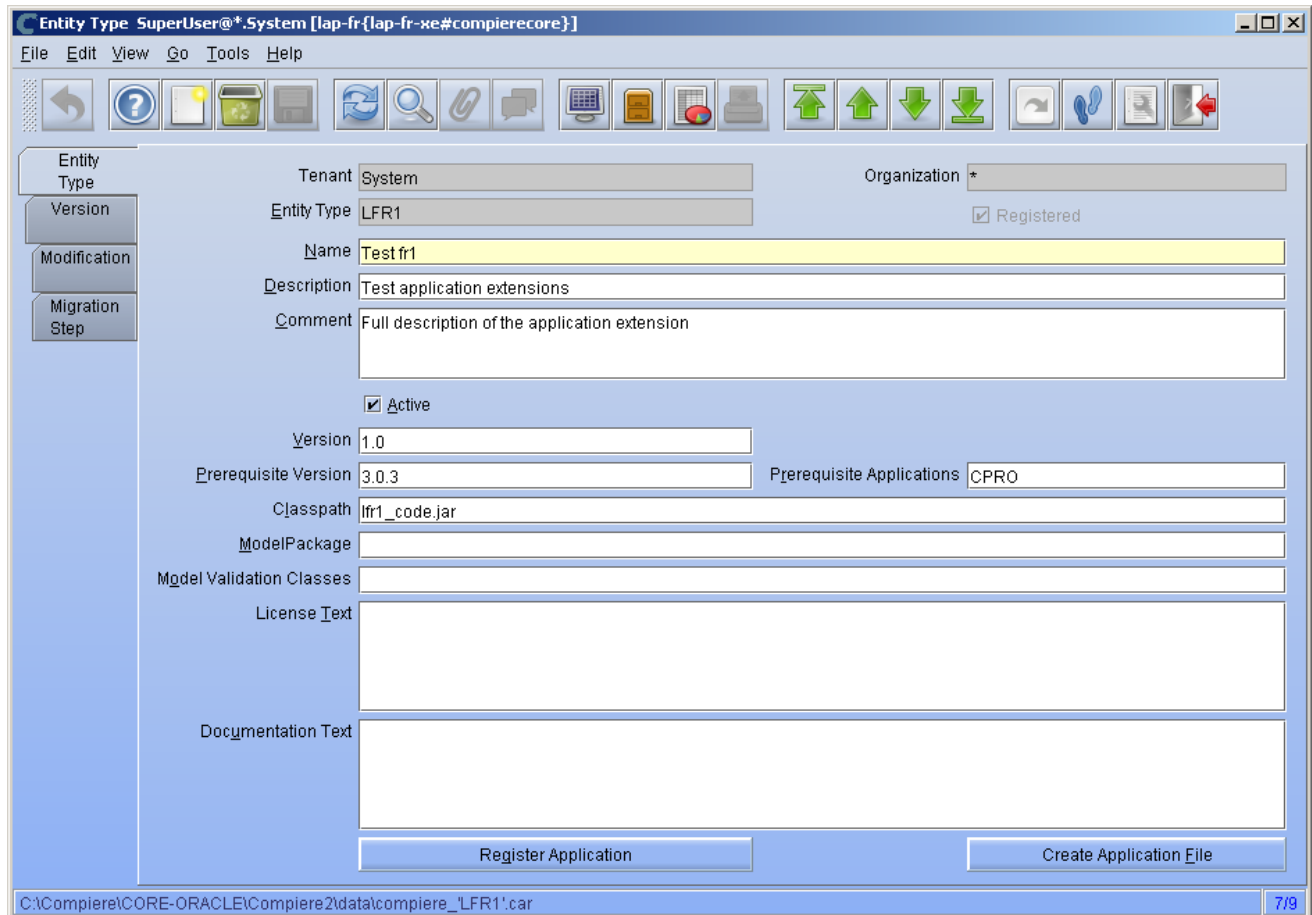 Entity Type SuperUser@*.System [lap-fr{lap-fr-xe#compierecore}]
File Edit View Go Tools Help
Entity
Type
Version
Modification
Migration
Step
Tenant System Organization *
Entity Type LFR1 Registered
Name Test fr1
Description Test application extensions
Comment Full description of the application extension
Active
Version 1.0
Prerequisite Version 3.0.3 Prerequisite Applications CPRO
Classpath lfr1_code.jar
ModelPackage
Model Validation Classes
License Text
Documentation Text
Register Application Create Application File
C:\Compiere\CORE-ORACLE\Compiere2\data\compiere_'LFR1'.car 7/9